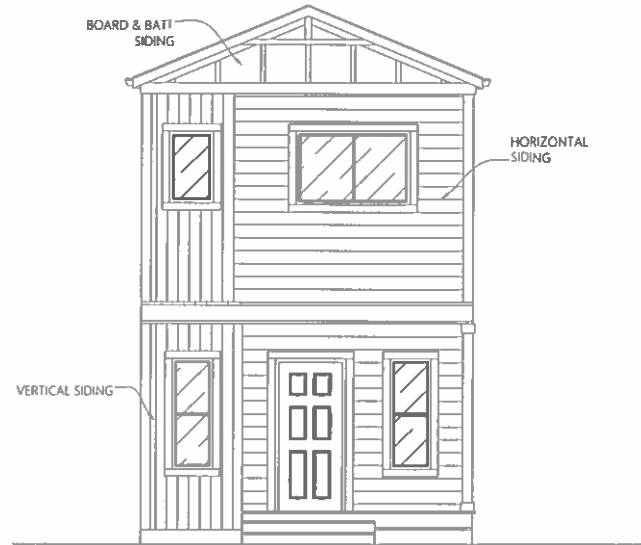 BOARD & BATT
SIDING
HORIZONTAL
SIDING
VERTICAL SIDING